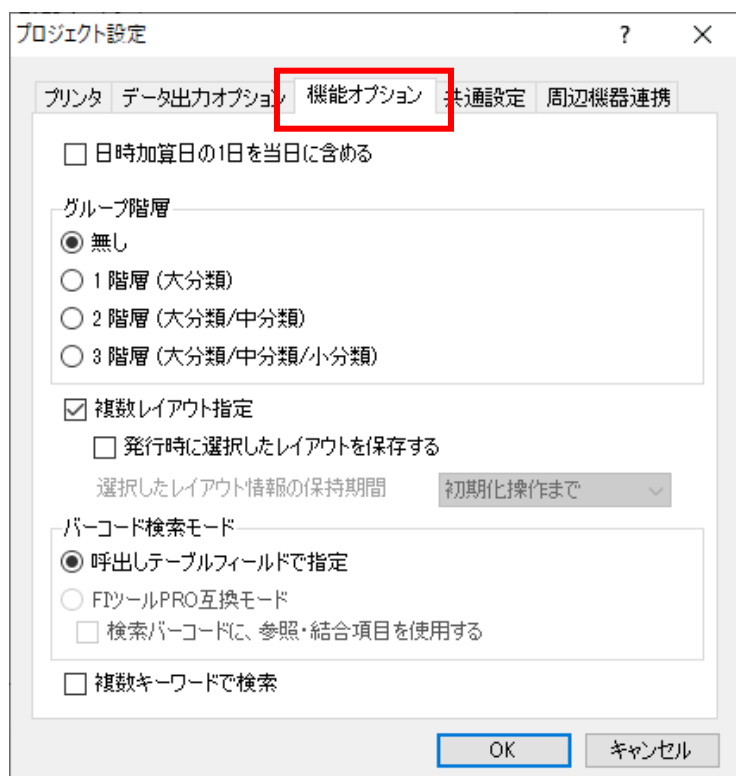 プロジェクト設定
プリンタ データ出力オプション 機能オプション 共通設定 周辺機器連携
日時加算日の1日を当日に含める
グループ階層
無し
1 階層 (大分類)
2 階層 (大分類/中分類)
3 階層 (大分類/中分類/小分類)
複数レイアウト指定
発行時に選択したレイアウトを保存する
選択したレイアウト情報の保持期間 初期化操作まで
バーコード検索モード
呼出しテーブルフィールドで指定
FIツールPRO互換モード
検索バーコードに、参照・結合項目を使用する
複数キーワードで検索
OK キャンセル